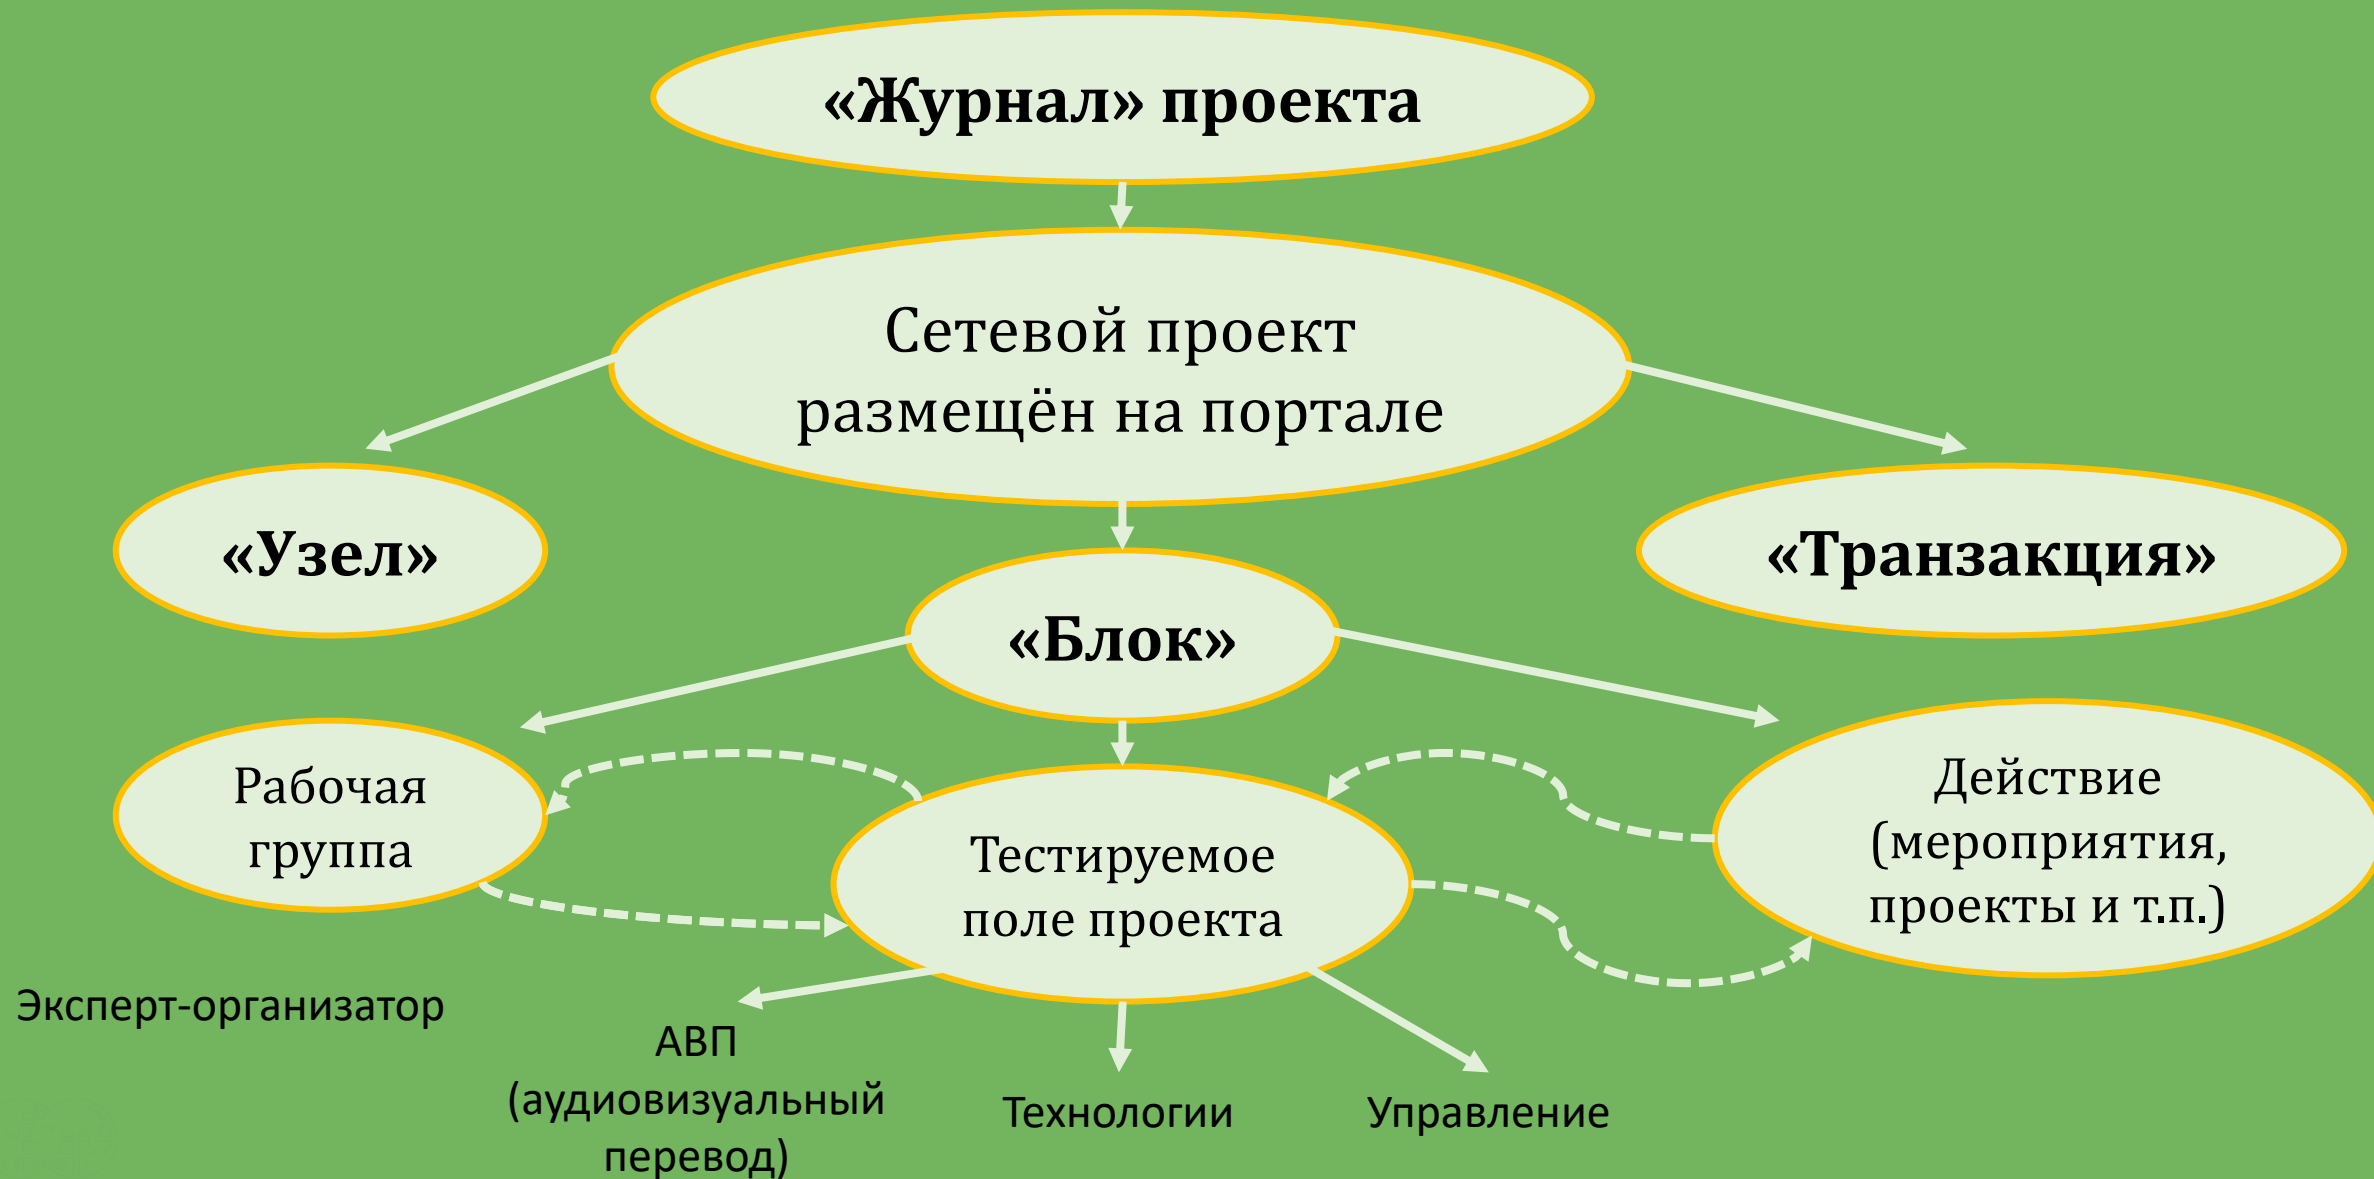 «Журнал» проекта
Сетевой проект
размещён на портале
«Узел»
«Транзакция»
«Блок»
Рабочая
группа
Тестируемое
поле проекта
Действие
(мероприятия,
проекты и т.п.)
Эксперт-организатор
АВП
(аудиовизуальный
перевод)
Технологии
Управление